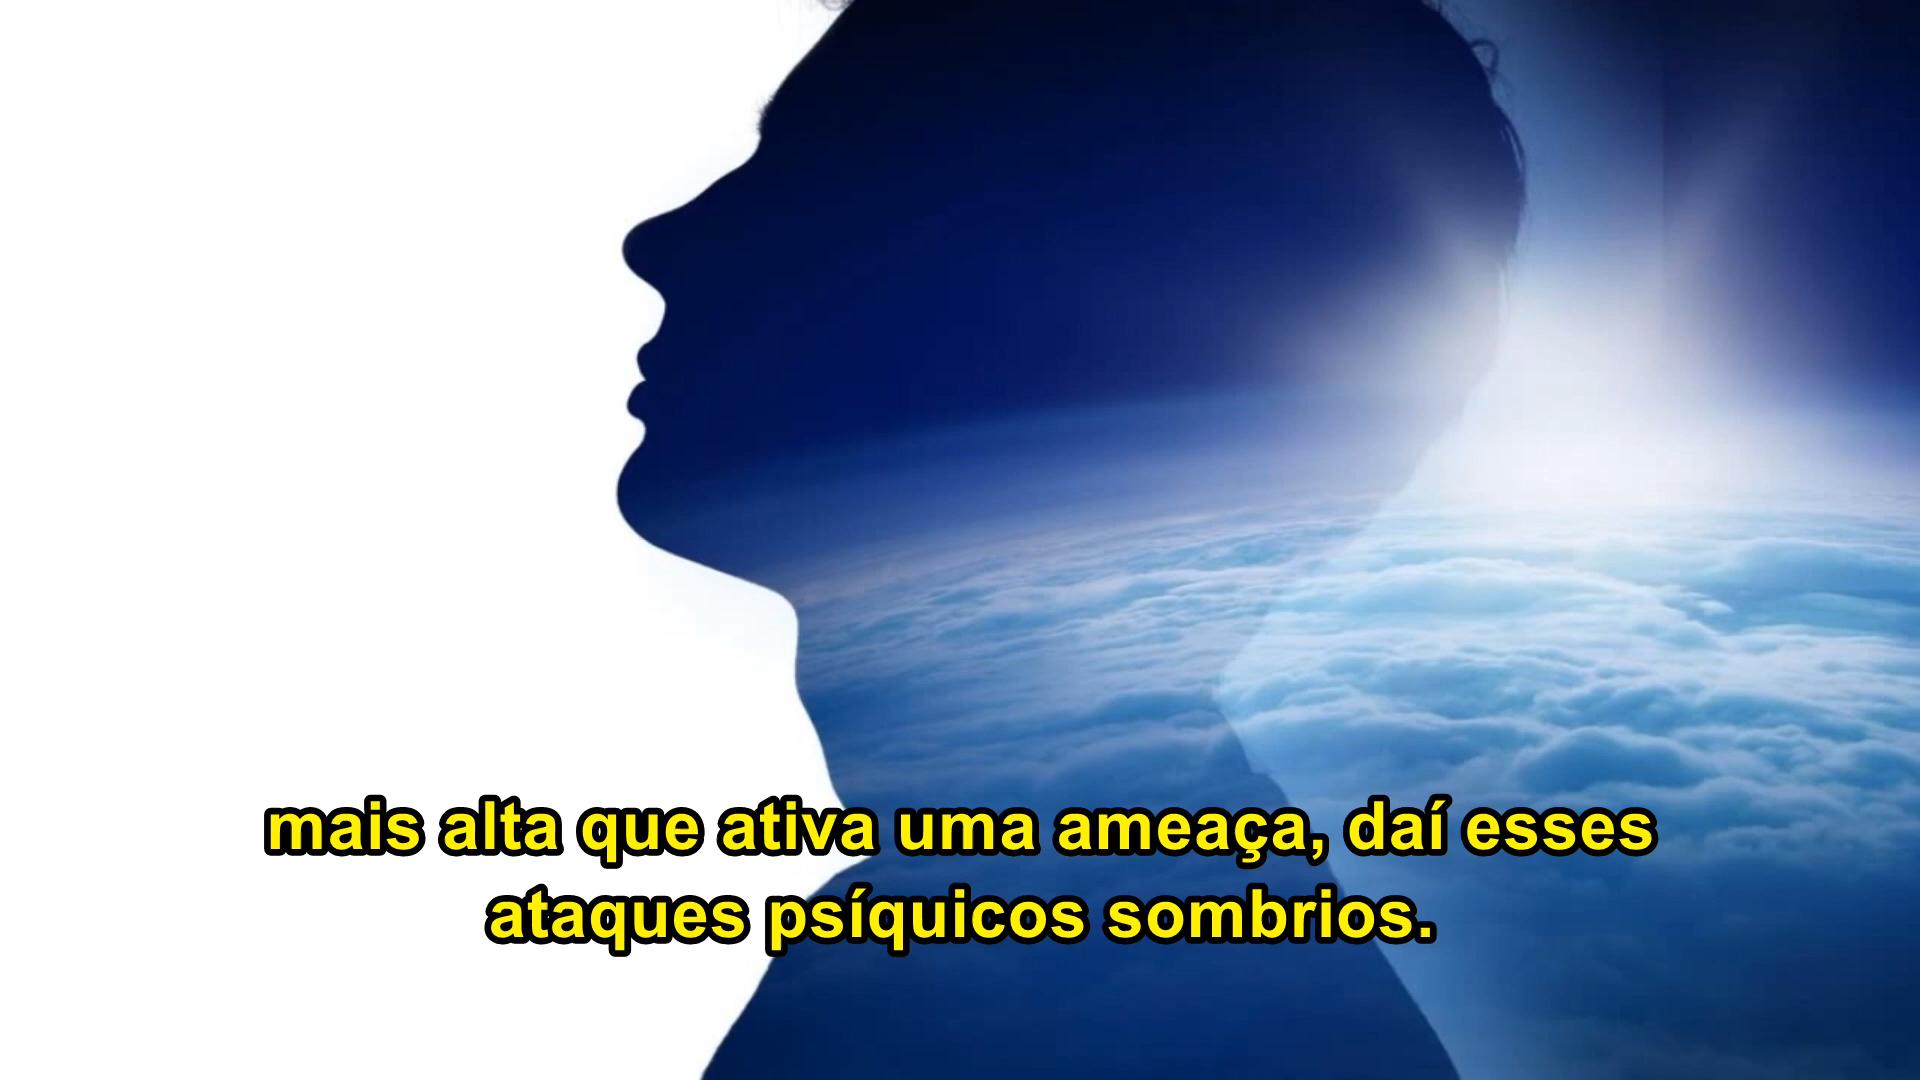 mais alta que ativa uma ameaça, daí esses
ataques psíquicos sombrios.